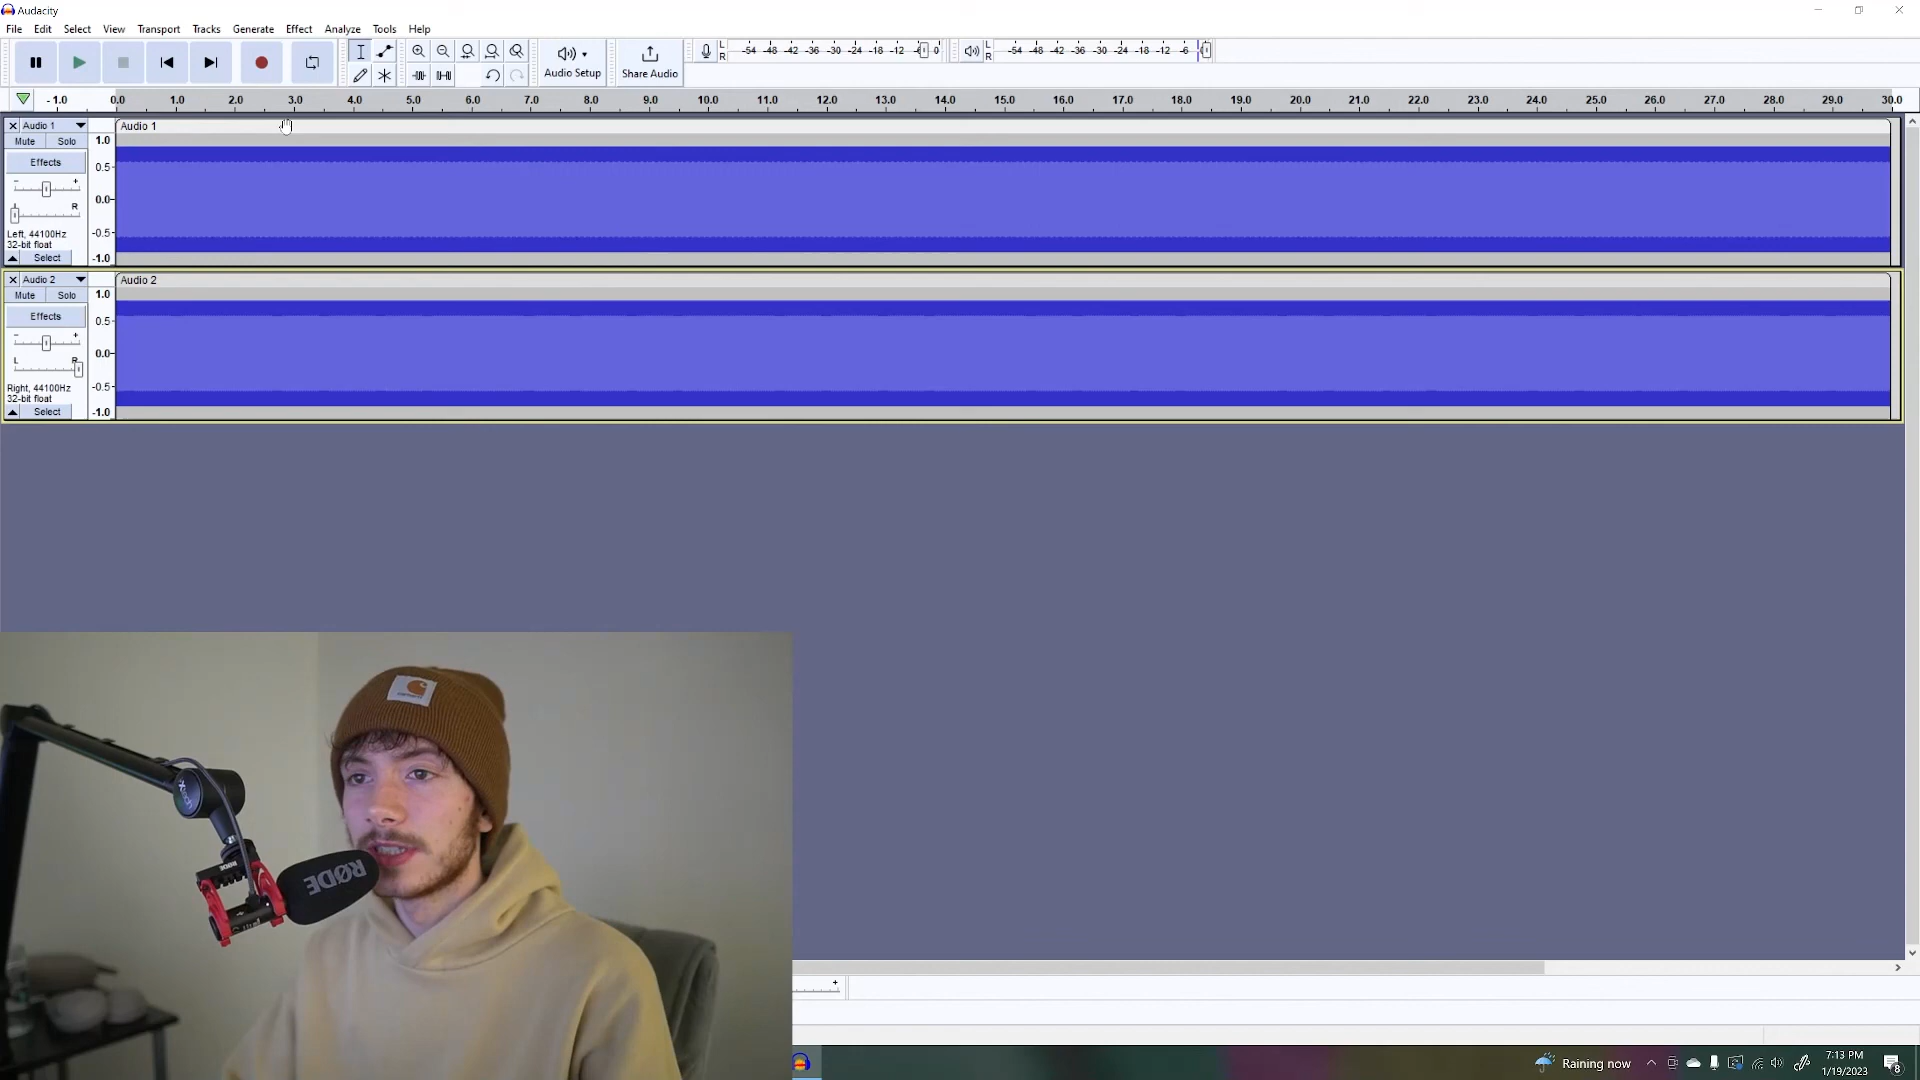 Audacity
File Edit Select View Transport Tracks Generate Effect Analyze Tools Help
Audio Setup
Share Audio
L
R
-54 -48 -42 -36 -30 -24 -18 -12 -6 0
L
R
-54 -48 -42 -36 -30 -24 -18 -12 -6
-1.0 0.0 1.0 2.0 3.0 4.0 5.0 6.0 7.0 8.0 9.0 10.0 11.0 12.0 13.0 14.0 15.0 16.0 17.0 18.0 19.0 20.0 21.0 22.0 23.0 24.0 25.0 26.0 27.0 28.0 29.0 30.0
Audio 1
Audio 1
Mute Solo
Effects
- +
R
Left, 44100Hz
32-bit float
Select
1.0
0.5
0.0
-0.5
-1.0
Audio 2
Audio 2
Mute Solo
Effects
- +
L R
Right, 44100Hz
32-bit float
Select
1.0
0.5
0.0
-0.5
-1.0
RØDE
+
Raining now
7:13 PM
1/19/2023
8